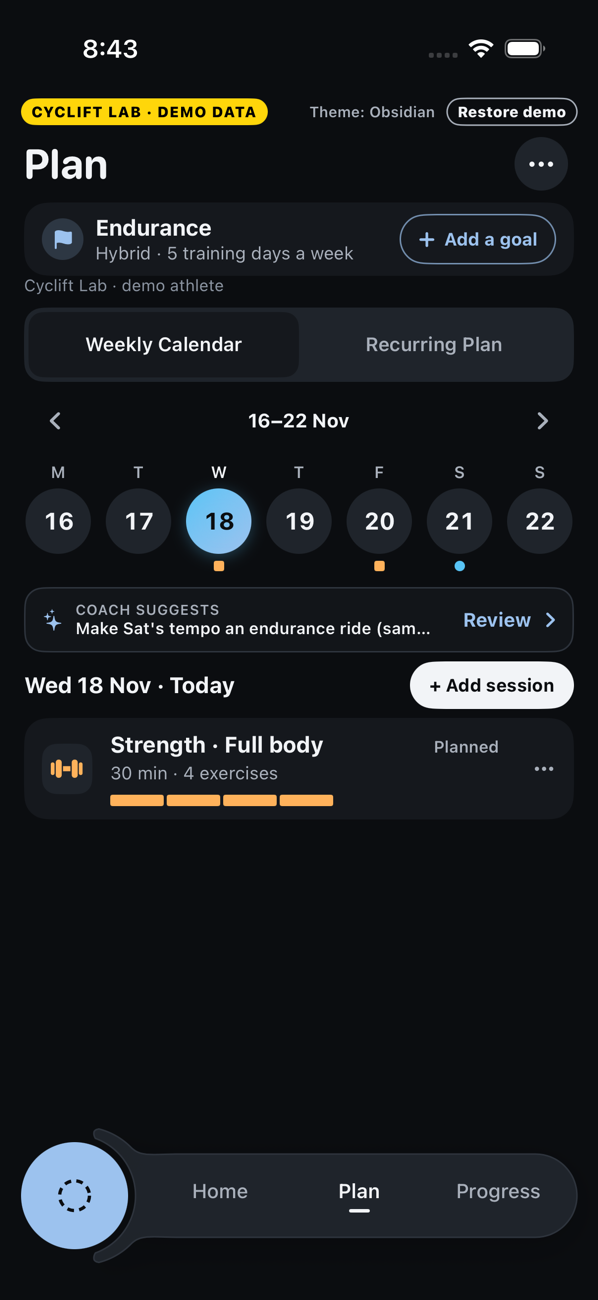 8:43
CYCLIFT LAB · DEMO DATA
Theme: Obsidian
Restore demo
Plan
Endurance
Hybrid · 5 training days a week
+ Add a goal
Cyclift Lab · demo athlete
Weekly Calendar
Recurring Plan
16–22 Nov
M T W T F S S
16 17 18 19 20 21 22
COACH SUGGESTS
Make Sat's tempo an endurance ride (sam...
Review
Wed 18 Nov · Today
+ Add session
Strength · Full body
Planned
30 min · 4 exercises
Home
Plan
Progress